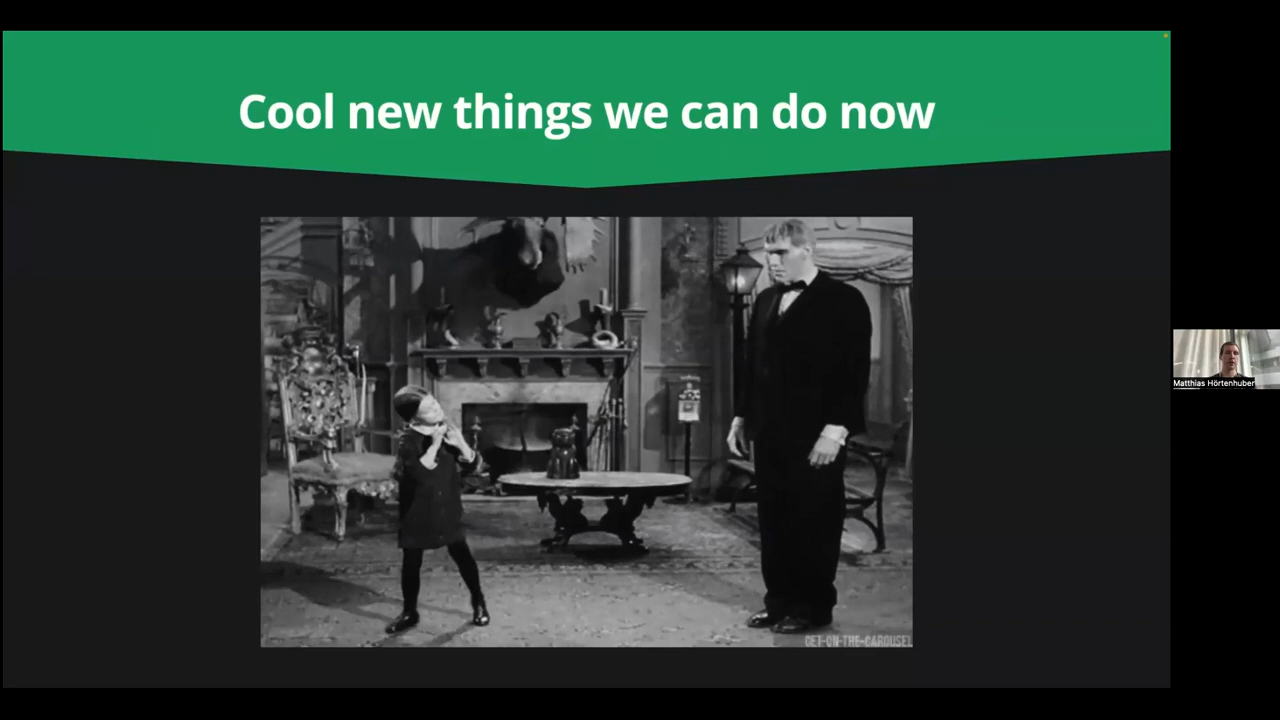 Cool new things we can do now
Matthias Hörtenhuber
GET-ON-THE-CAROUSEL